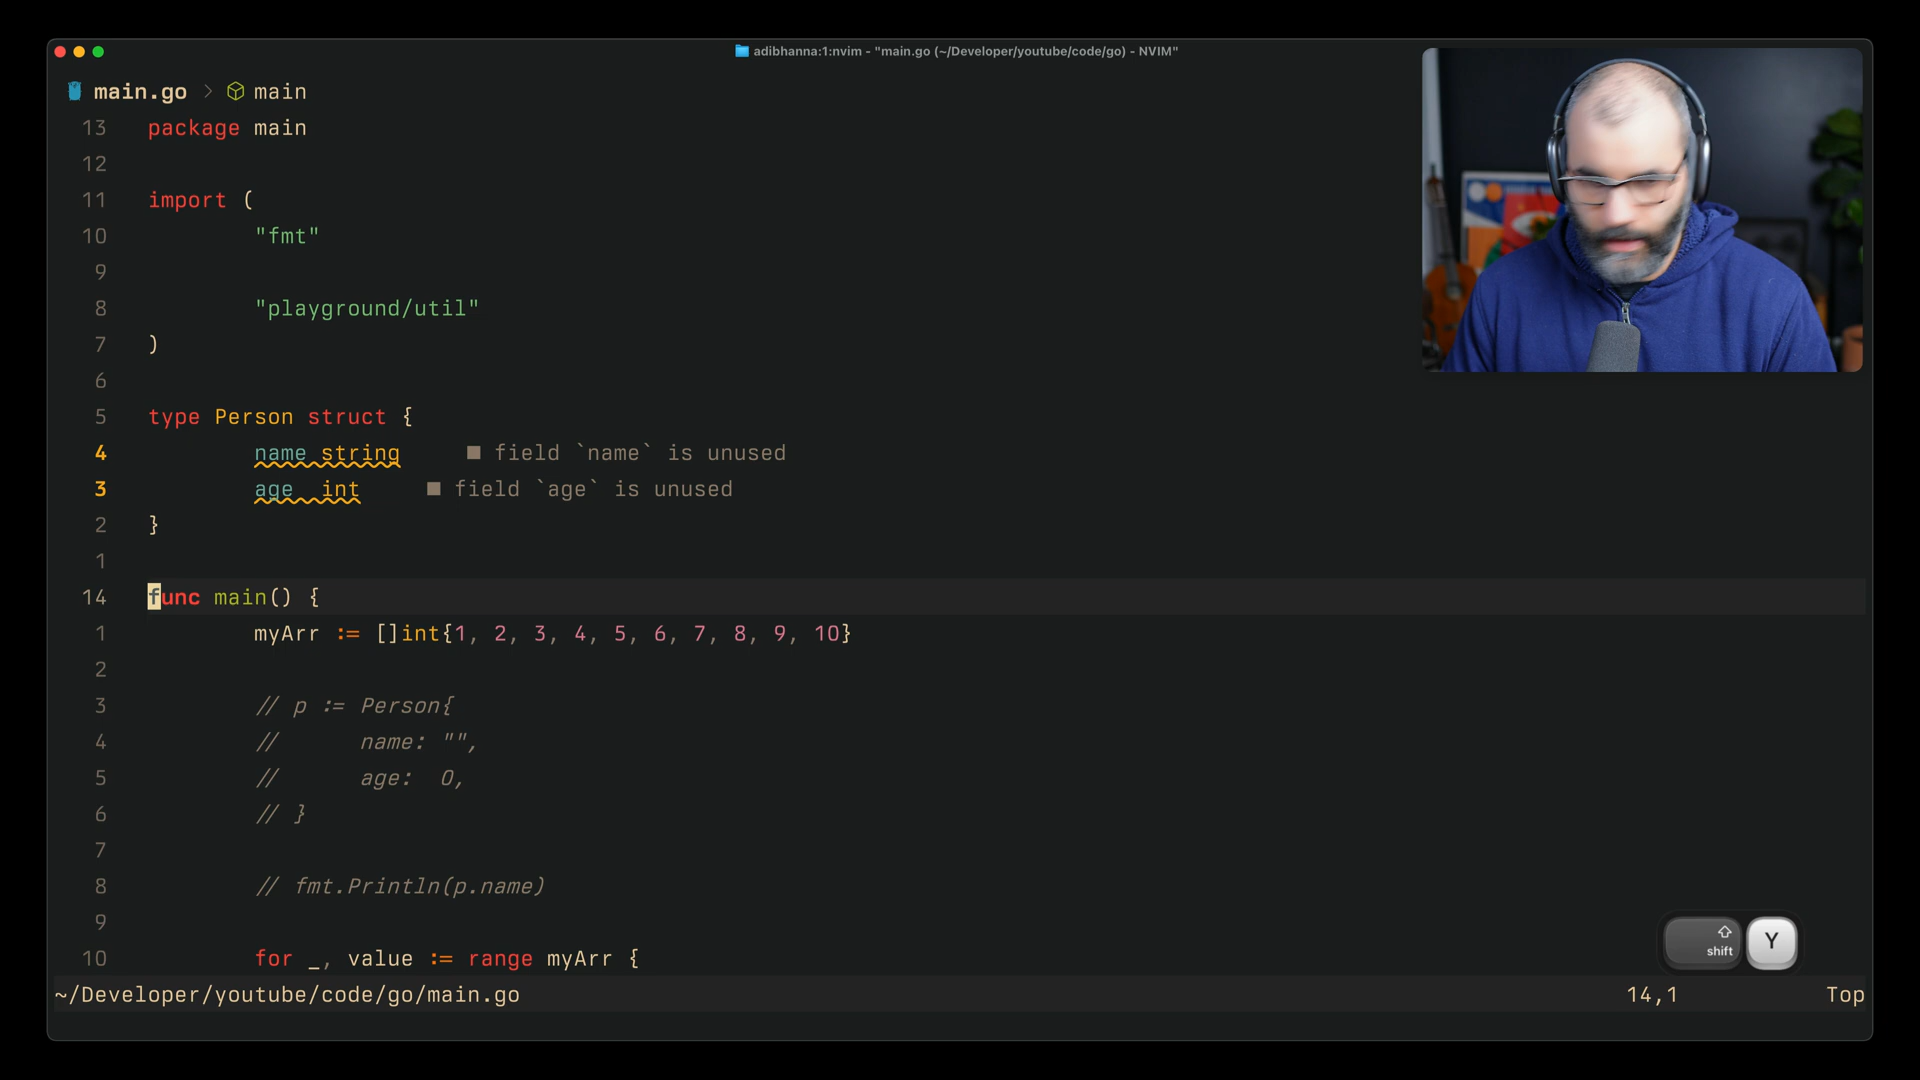 adibhanna:1:nvim - "main.go (~/Developer/youtube/code/go) - NVIM"
main.go > main
13 package main
12
11 import (
10 "fmt"
9
8 "playground/util"
7 )
6
5 type Person struct {
4 name string ■ field `name` is unused
3 age int ■ field `age` is unused
2 }
1
14 func main() {
1 myArr := []int{1, 2, 3, 4, 5, 6, 7, 8, 9, 10}
2
3 // p := Person{
4 // name: "",
5 // age: 0,
6 // }
7
8 // fmt.Println(p.name)
9
10 for _, value := range myArr {
shift Y
~/Developer/youtube/code/go/main.go 14,1 Top